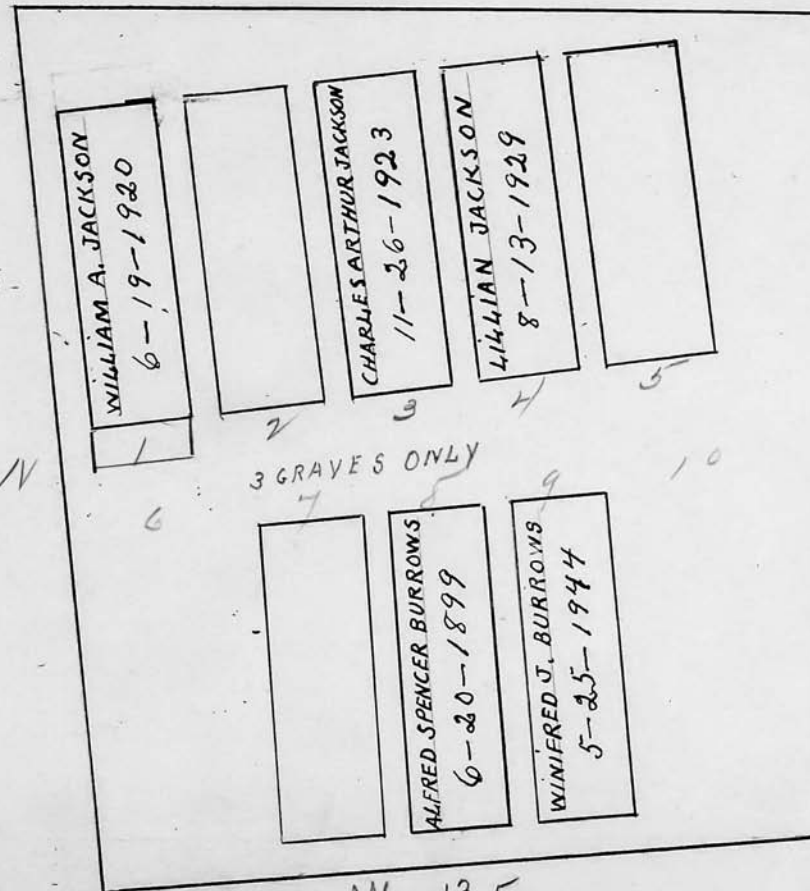 WILLIAM A. JACKSON
6-19-1920
CHARLES ARTHUR JACKSON
11-26-1923
LILLIAN JACKSON
8-13-1929
1
2
3
4
5
N
3 GRAVES ONLY
6
7
8
9
10
ALFRED SPENCER BURROWS
6-20-1899
WINIFRED J. BURROWS
5-25-1944